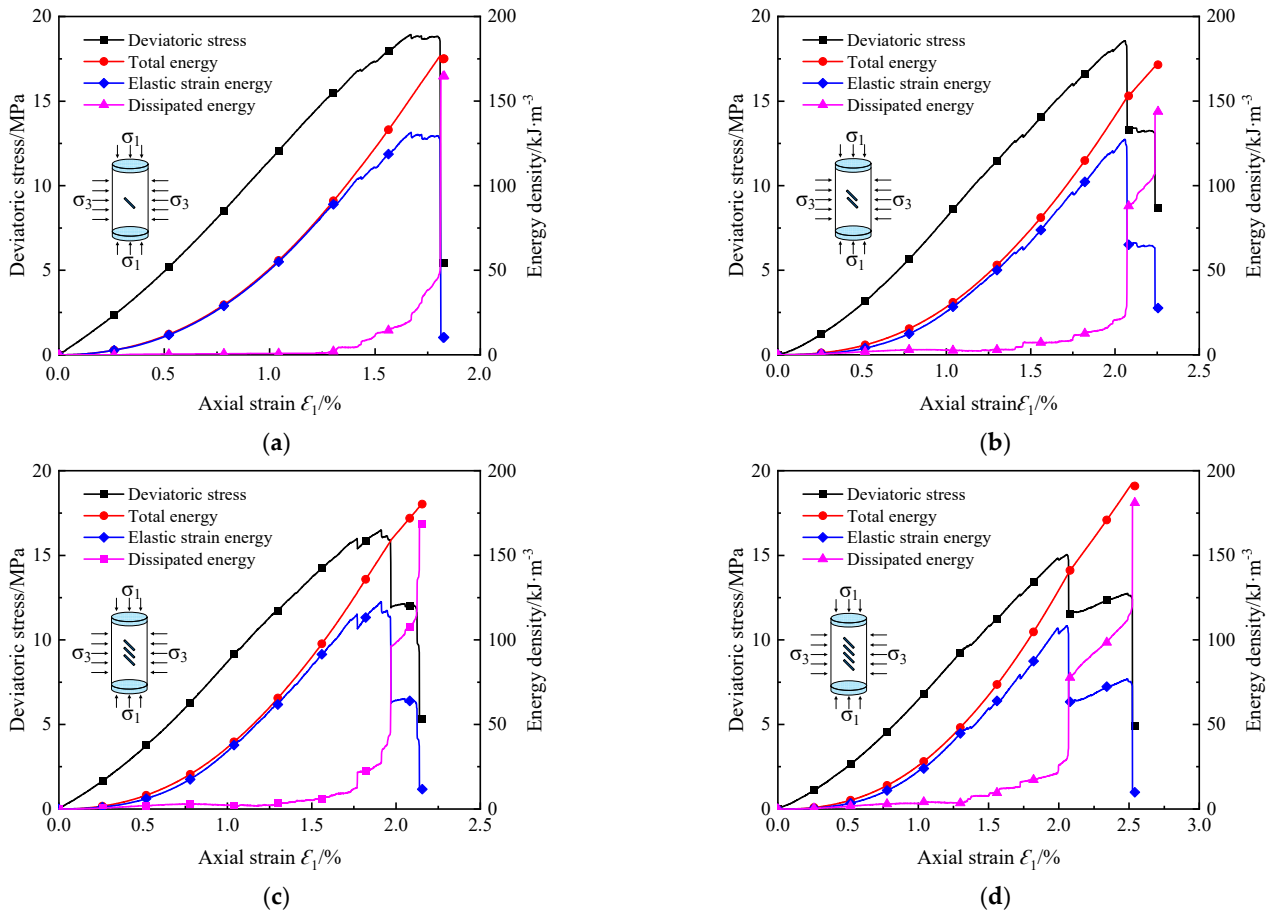 Deviatoric stress
Total energy
Elastic strain energy
Dissipated energy
Deviatoric stress/MPa
Energy density/kJ·m⁻³
0
5
10
15
20
0
50
100
150
200
0.0
0.5
1.0
1.5
2.0
σ₁
σ₃
σ₃
σ₁
Axial strain ℰ₁/%
(a)
Deviatoric stress
Total energy
Elastic strain energy
Dissipated energy
Deviatoric stress/MPa
Energy density/kJ·m⁻³
0
5
10
15
20
0
50
100
150
200
0.0
0.5
1.0
1.5
2.0
2.5
σ₁
σ₃
σ₃
σ₁
Axial strainℰ₁/%
(b)
Deviatoric stress
Total energy
Elastic strain energy
Dissipated energy
Deviatoric stress/MPa
Energy density/kJ·m⁻³
0
5
10
15
20
0
50
100
150
200
0.0
0.5
1.0
1.5
2.0
2.5
σ₁
σ₃
σ₃
σ₁
Axial strain ℰ₁/%
(c)
Deviatoric stress
Total energy
Elastic strain energy
Dissipated energy
Deviatoric stress/MPa
Energy density/kJ·m⁻³
0
5
10
15
20
0
50
100
150
200
0.0
0.5
1.0
1.5
2.0
2.5
3.0
σ₁
σ₃
σ₃
σ₁
Axial strain ℰ₁/%
(d)